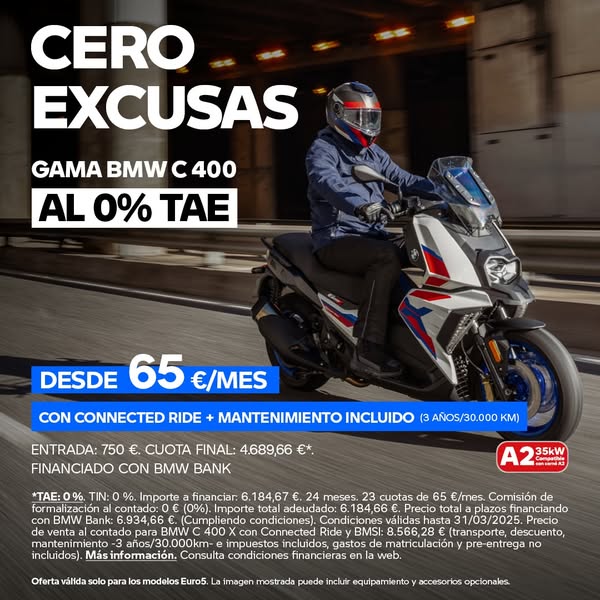 CERO
EXCUSAS
GAMA BMW C 400
AL 0% TAE
DESDE 65 €/MES
CON CONNECTED RIDE + MANTENIMIENTO INCLUIDO (3 AÑOS/30.000 KM)
ENTRADA: 750 €. CUOTA FINAL: 4.689,66 €*.
FINANCIADO CON BMW BANK
A2 35kW
Compatible
con carné A2
*TAE: 0 %. TIN: 0 %. Importe a financiar: 6.184,67 €. 24 meses. 23 cuotas de 65 €/mes. Comisión de
formalización al contado: 0 € (0%). Importe total adeudado: 6.184,66 €. Precio total a plazos financiando
con BMW Bank: 6.934,66 €. (Cumpliendo condiciones). Condiciones válidas hasta 31/03/2025. Precio
de venta al contado para BMW C 400 X con Connected Ride y BMSI: 8.566,28 € (transporte, descuento,
mantenimiento -3 años/30.000km- e impuestos incluidos, gastos de matriculación y pre-entrega no
incluidos). Más información. Consulta condiciones financieras en la web.
Oferta válida solo para los modelos Euro5. La imagen mostrada puede incluir equipamiento y accesorios opcionales.